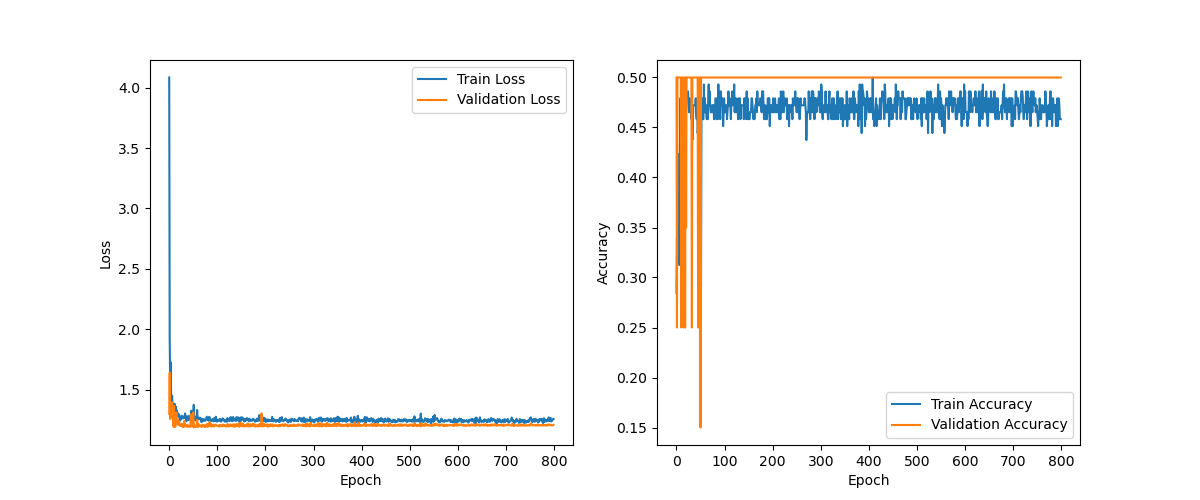 4.0
3.5
3.0
2.5
2.0
1.5
Loss
0 100 200 300 400 500 600 700 800
Epoch
Train Loss
Validation Loss
0.50
0.45
0.40
0.35
0.30
0.25
0.20
0.15
Accuracy
0 100 200 300 400 500 600 700 800
Epoch
Train Accuracy
Validation Accuracy